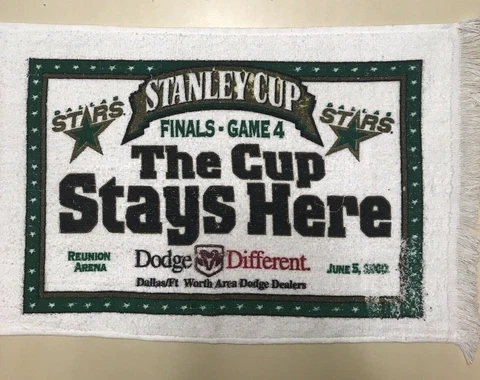 STANLEY CUP
FINALS - GAME 4
DALLAS STARS. DALLAS STARS.
The Cup
Stays Here
REUNION ARENA
Dodge Different.
JUNE 5, 2000
Dallas/Ft Worth Area Dodge Dealers